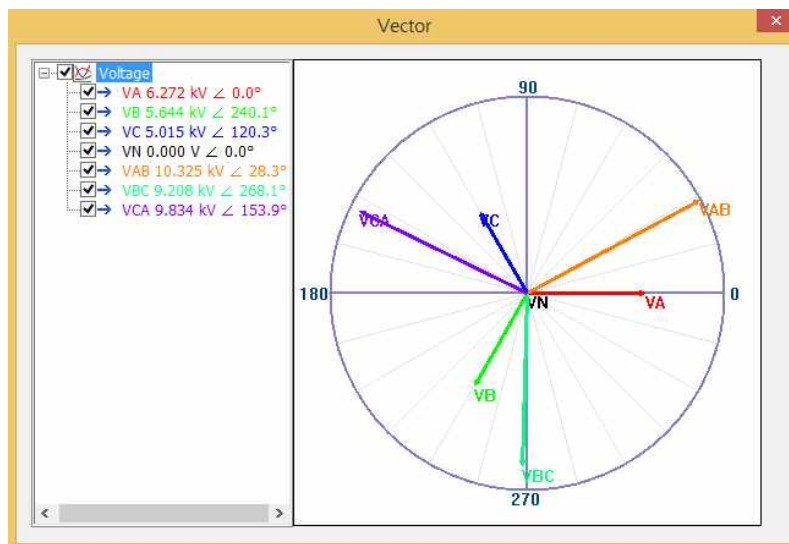 Vector
Voltage
VA 6.272 kV ∠ 0.0°
VB 5.644 kV ∠ 240.1°
VC 5.015 kV ∠ 120.3°
VN 0.000 V ∠ 0.0°
VAB 10.325 kV ∠ 28.3°
VBC 9.208 kV ∠ 268.1°
VCA 9.834 kV ∠ 153.9°
90
VCA
VC
VAB
180
VN
VA
0
VB
VBC
270